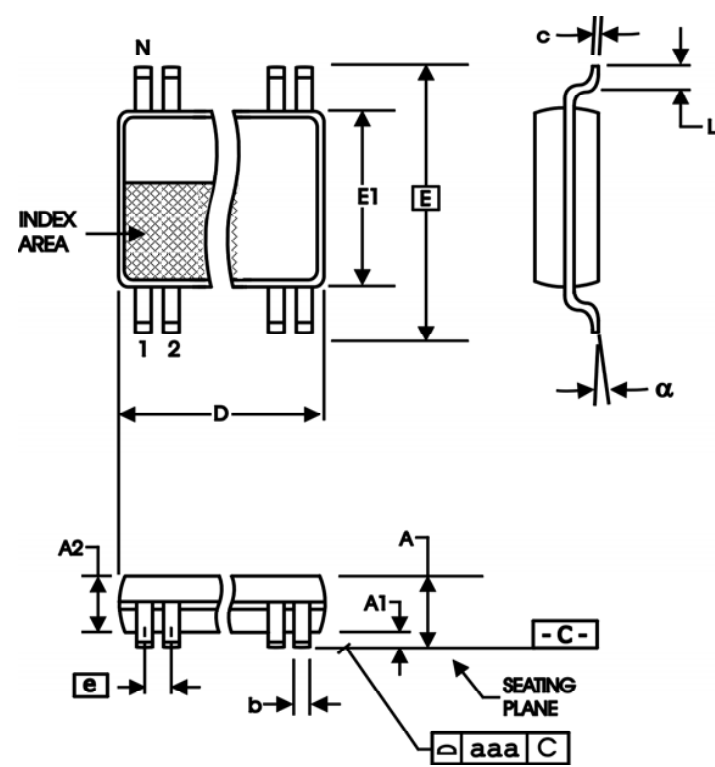 N
c
L
E1
E
INDEX
AREA
1 2
α
D
A2
A
A1
- C -
e
b
SEATING
PLANE
⌓ aaa C